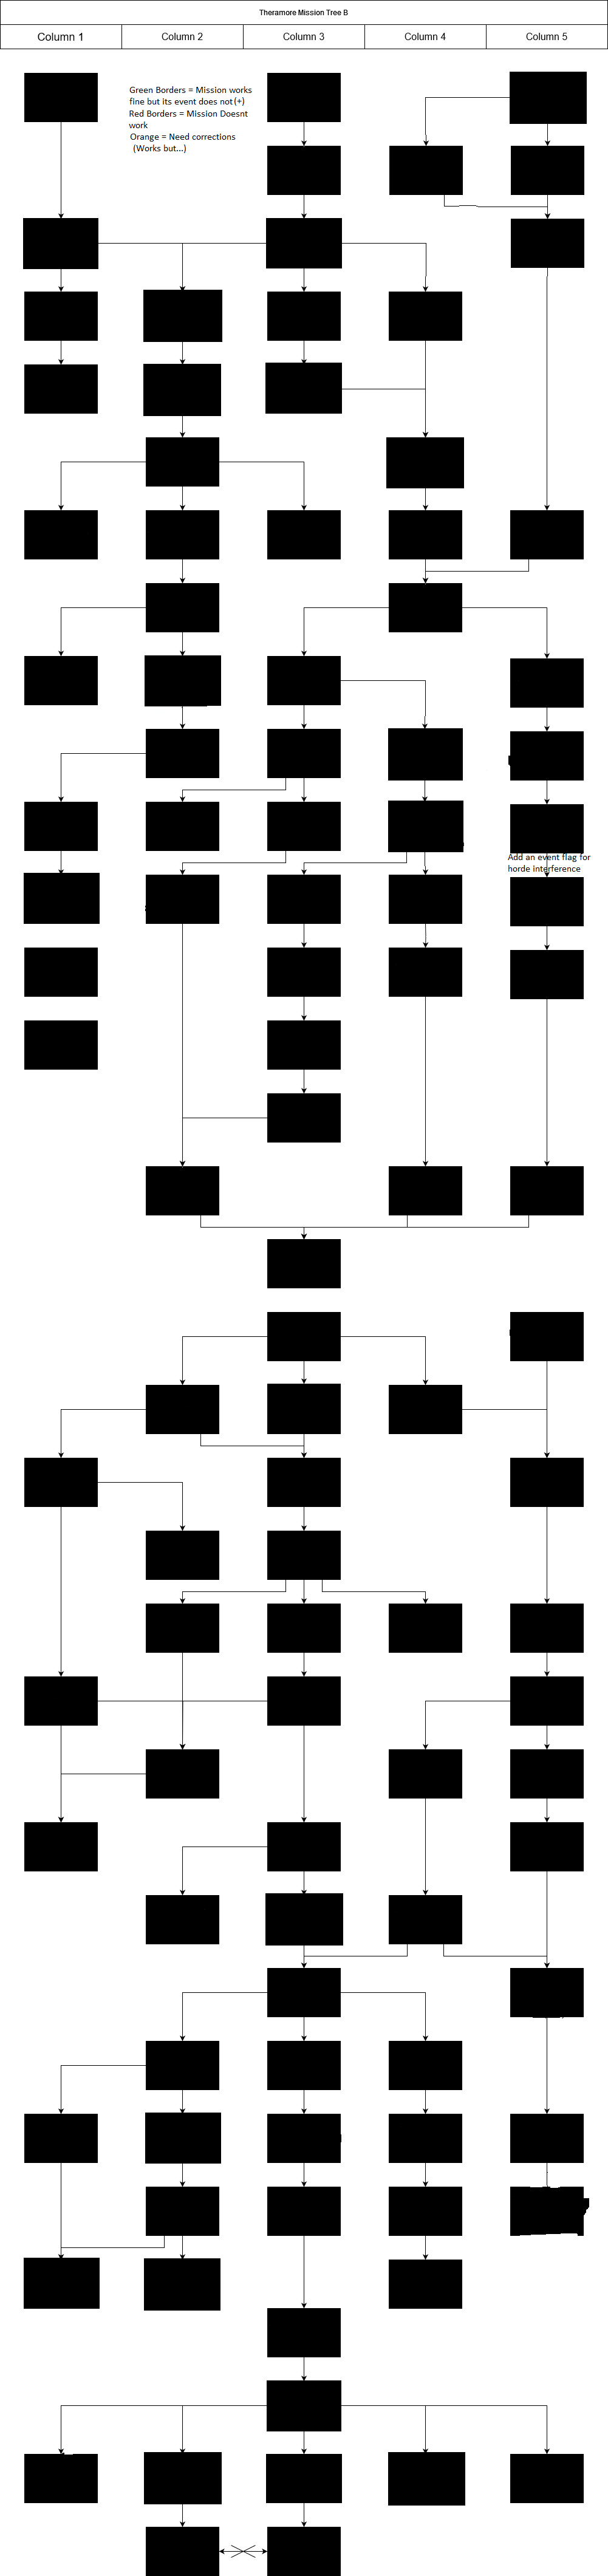 Theramore Mission Tree B
Column 1
Column 2
Column 3
Column 4
Column 5
Green Borders = Mission works
fine but its event does not (+)
Red Borders = Mission Doesnt
work
Orange = Need corrections
(Works but...)
Add an event flag for
horde interference